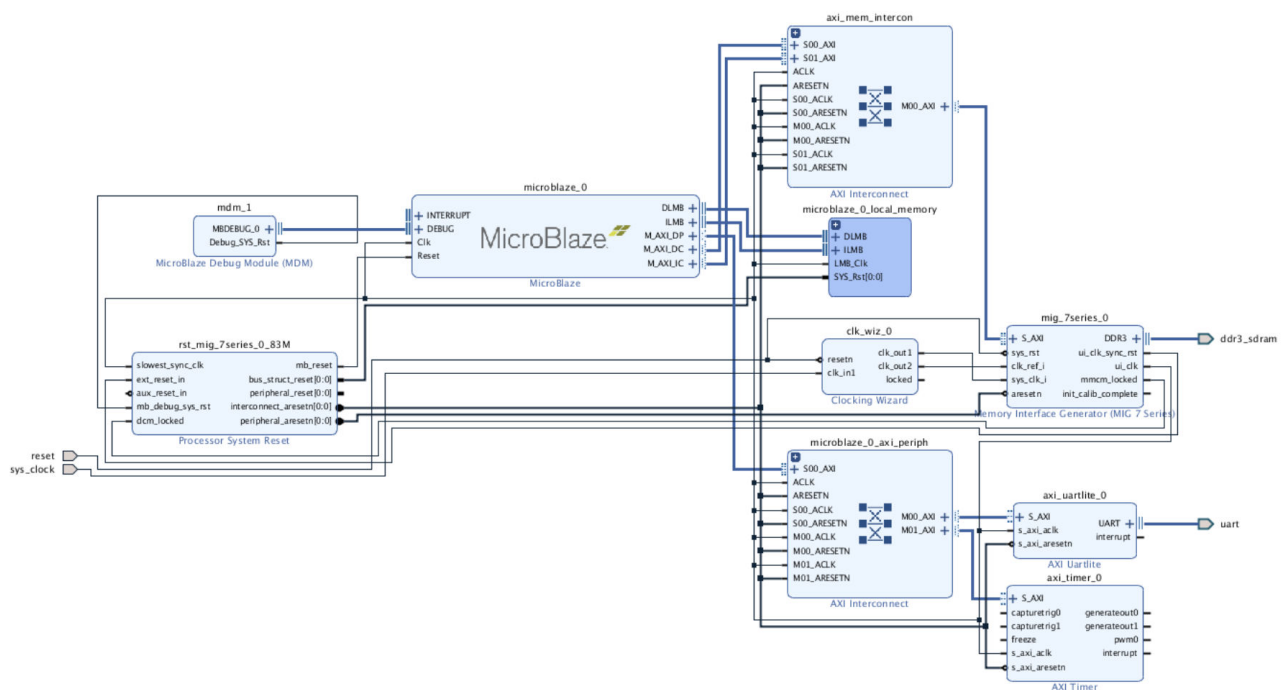 axi_mem_intercon
S00_AXI
S01_AXI
ACLK
ARESETN
S00_ACLK
S00_ARESETN
M00_ACLK
M00_ARESETN
S01_ACLK
S01_ARESETN
M00_AXI
AXI Interconnect
mdm_1
MBDEBUG_0
Debug_SYS_Rst
MicroBlaze Debug Module (MDM)
microblaze_0
INTERRUPT
DEBUG
Clk
Reset
MicroBlaze
DLMB
ILMB
M_AXI_DP
M_AXI_DC
M_AXI_IC
MicroBlaze
microblaze_0_local_memory
DLMB
ILMB
LMB_Clk
SYS_Rst[0:0]
rst_mig_7series_0_83M
slowest_sync_clk
ext_reset_in
aux_reset_in
mb_debug_sys_rst
dcm_locked
mb_reset
bus_struct_reset[0:0]
peripheral_reset[0:0]
interconnect_aresetn[0:0]
peripheral_aresetn[0:0]
Processor System Reset
reset
sys_clock
clk_wiz_0
resetn
clk_in1
clk_out1
clk_out2
locked
Clocking Wizard
mig_7series_0
S_AXI
sys_rst
clk_ref_i
sys_clk_i
aresetn
DDR3
ui_clk_sync_rst
ui_clk
mmcm_locked
init_calib_complete
Memory Interface Generator (MIG 7 Series)
ddr3_sdram
microblaze_0_axi_periph
S00_AXI
ACLK
ARESETN
S00_ACLK
S00_ARESETN
M00_ACLK
M00_ARESETN
M01_ACLK
M01_ARESETN
M00_AXI
M01_AXI
AXI Interconnect
axi_uartlite_0
S_AXI
s_axi_aclk
s_axi_aresetn
UART
interrupt
AXI Uartlite
uart
axi_timer_0
S_AXI
capturetrig0
capturetrig1
freeze
s_axi_aclk
s_axi_aresetn
generateout0
generateout1
pwm0
interrupt
AXI Timer